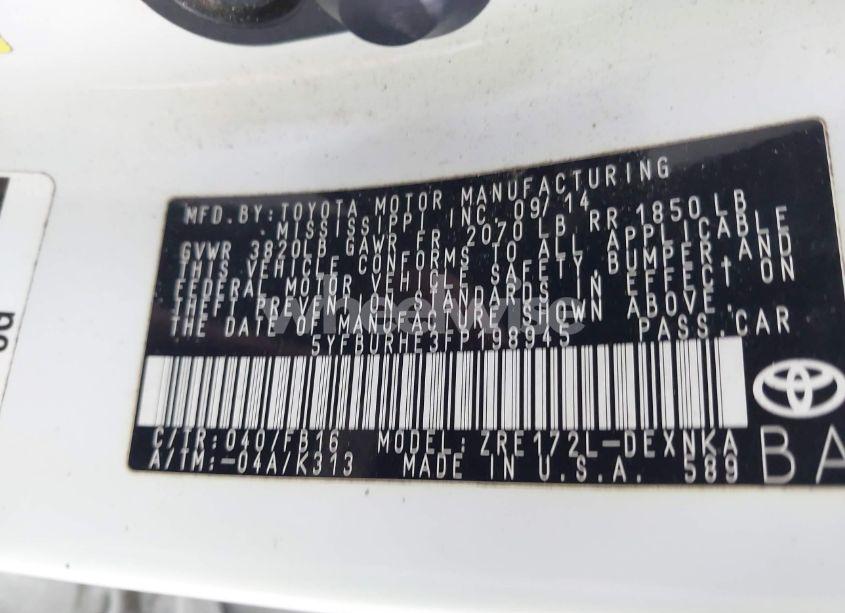 MFD. BY: TOYOTA MOTOR MANUFACTURING
MISSISSIPPI INC. 09/14
GVWR 3820LB GAWR FR 2070 LB RR 1850 LB
THIS VEHICLE CONFORMS TO ALL APPLICABLE
FEDERAL MOTOR VEHICLE SAFETY, BUMPER, AND
THEFT PREVENTION STANDARDS IN EFFECT ON
THE DATE OF MANUFACTURE SHOWN ABOVE.
5YFBURHE3FP198945 PASS. CAR
C/TR: 040/FB16 MODEL: ZRE172L-DEXNKA
A/TM: -04A/K313 MADE IN U.S.A. 589
BA